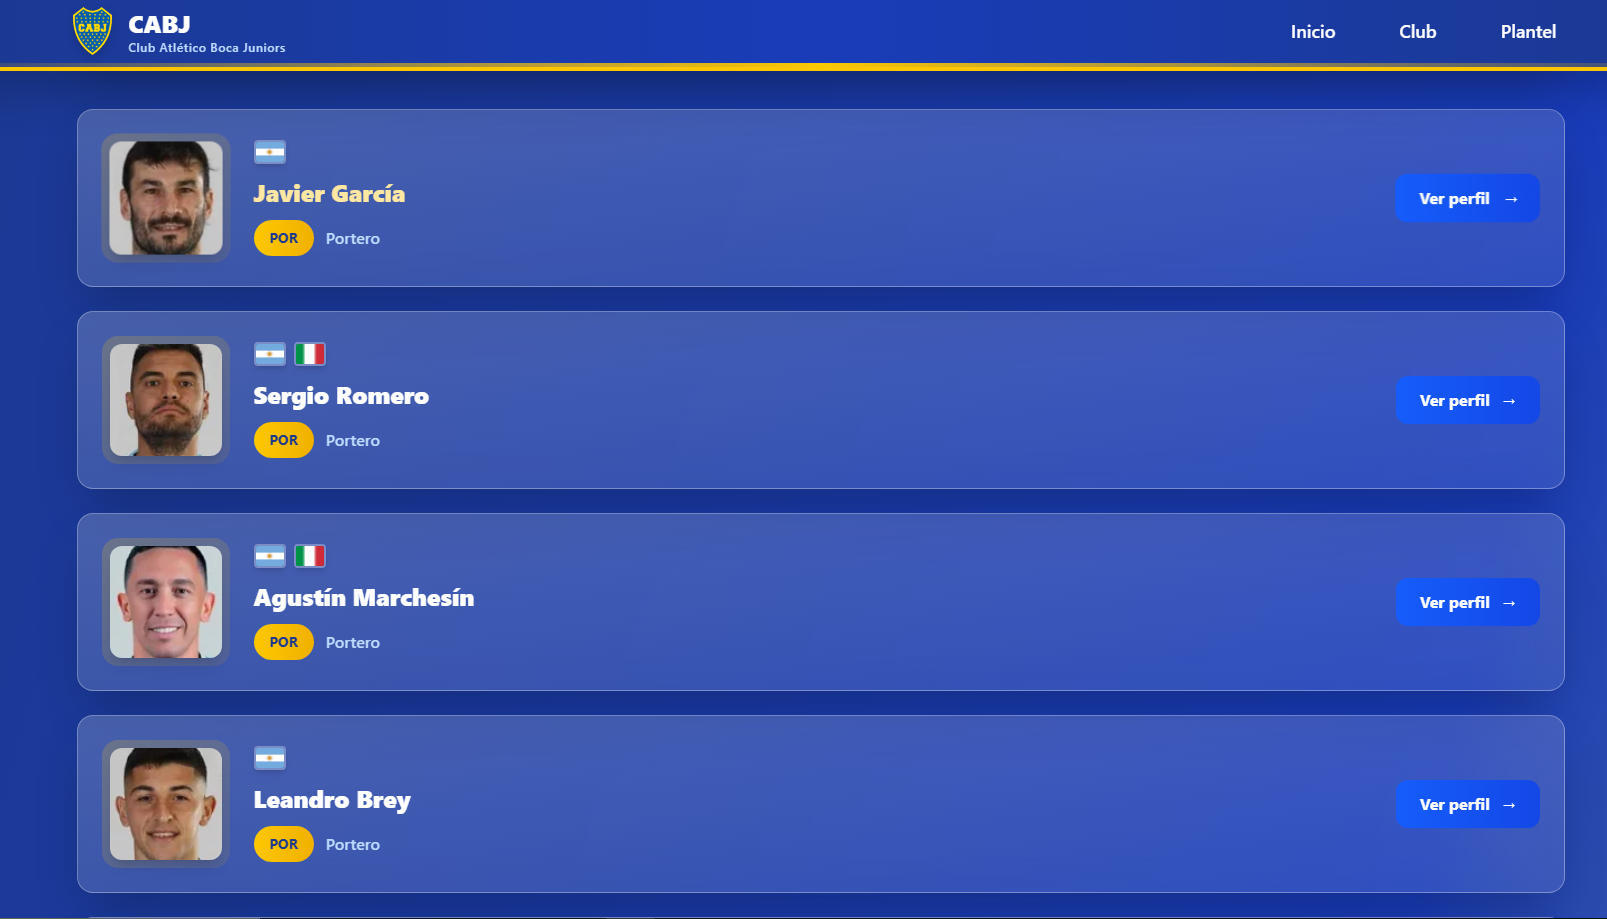 CABJ
CABJ
Club Atlético Boca Juniors
Inicio
Club
Plantel
Javier García
POR
Portero
Ver perfil →
Sergio Romero
POR
Portero
Ver perfil →
Agustín Marchesín
POR
Portero
Ver perfil →
Leandro Brey
POR
Portero
Ver perfil →